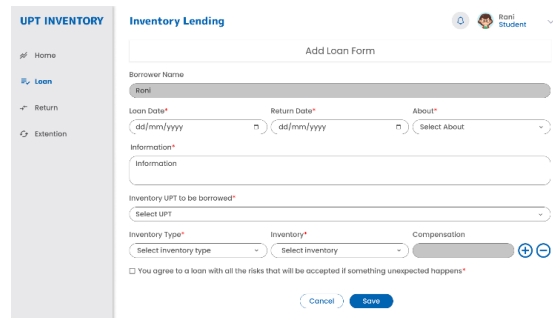 UPT INVENTORY
Home
Loan
Return
Extention
Inventory Lending
Rani
Student
Add Loan Form
Borrower Name
Roni
Loan Date* Return Date* About*
dd/mm/yyyy dd/mm/yyyy Select About
Information*
Information
Inventory UPT to be borrowed*
Select UPT
Inventory Type* Inventory* Compensation
Select inventory type Select inventory
You agree to a loan with all the risks that will be accepted if something unexpected happens*
Cancel Save